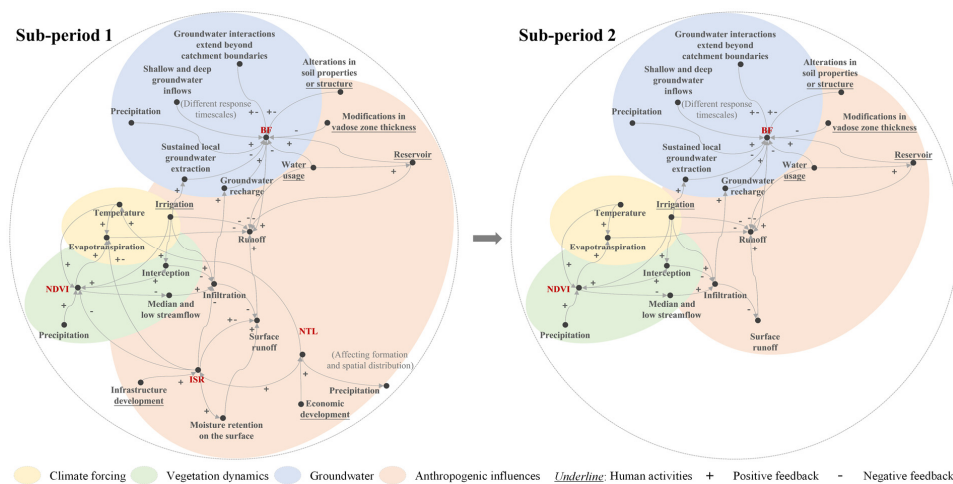 Sub-period 1
Groundwater interactions
extend beyond
catchment boundaries
Shallow and deep
groundwater
inflows
Alterations in
soil properties
or structure
(Different response
timescales)
Precipitation
+-
+-
BF
-
Modifications in
vadose zone thickness
+
+
-
-
+
Sustained local
groundwater
extraction
Water
usage
Reservoir
+
+
Groundwater
recharge
+
Irrigation
Temperature
+
+
-
-
--
+
Runoff
+
Evapotranspiration
+
+-
+
-
Interception
-
Infiltration
NDVI
+
-
+
Median and
low streamflow
-
-
+
-
Precipitation
+-
+
Surface
runoff
NTL
(Affecting formation
and spatial distribution)
ISR
+
Infrastructure
development
+
+
Precipitation
+
Moisture retention
on the surface
Economic
development
Sub-period 2
Groundwater interactions
extend beyond
catchment boundaries
Shallow and deep
groundwater
inflows
Alterations in
soil properties
or structure
(Different response
timescales)
Precipitation
+-
+-
BF
-
Modifications in
vadose zone thickness
+
+
-
-
+
Sustained local
groundwater
extraction
Water
usage
Reservoir
+
+
Groundwater
recharge
+
Irrigation
Temperature
+
+
-
-
--
+
Runoff
+
Evapotranspiration
+
+
-
Interception
-
Infiltration
NDVI
+
-
+
Median and
low streamflow
+
-
Precipitation
Surface
runoff
Climate forcing
Vegetation dynamics
Groundwater
Anthropogenic influences
Underline: Human activities
+ Positive feedback
- Negative feedback